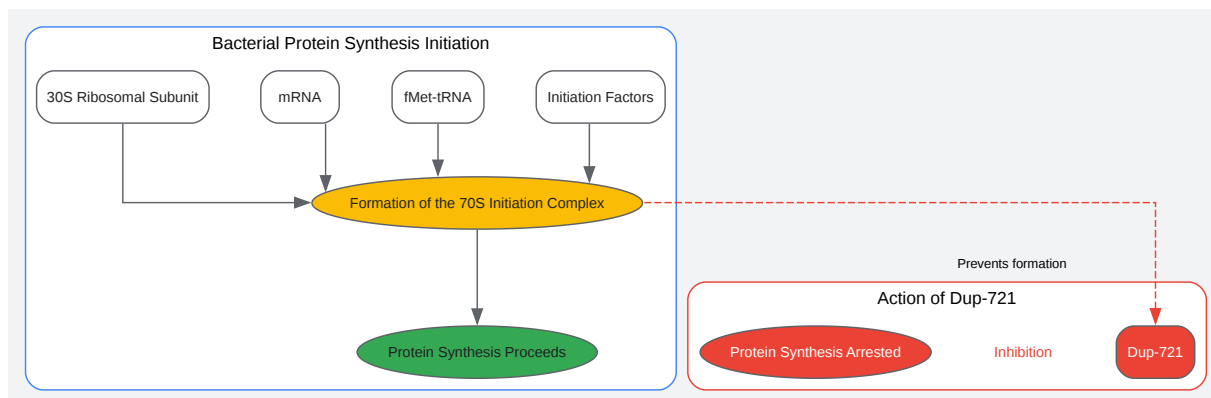 Bacterial Protein Synthesis Initiation
30S Ribosomal Subunit
mRNA
fMet-tRNA
Initiation Factors
Formation of the 70S Initiation Complex
Prevents formation
Action of Dup-721
Protein Synthesis Proceeds
Protein Synthesis Arrested
Inhibition
Dup-721